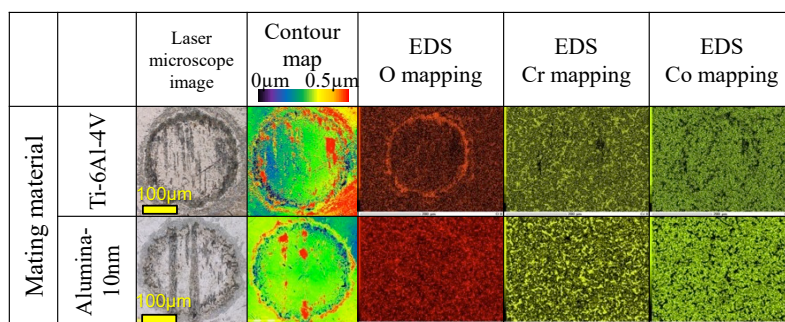 Laser
microscope
image
Contour
map
0μm 0.5μm
EDS
O mapping
EDS
Cr mapping
EDS
Co mapping
Mating material
Ti-6Al-4V
100μm
Alumina-
10nm
100μm